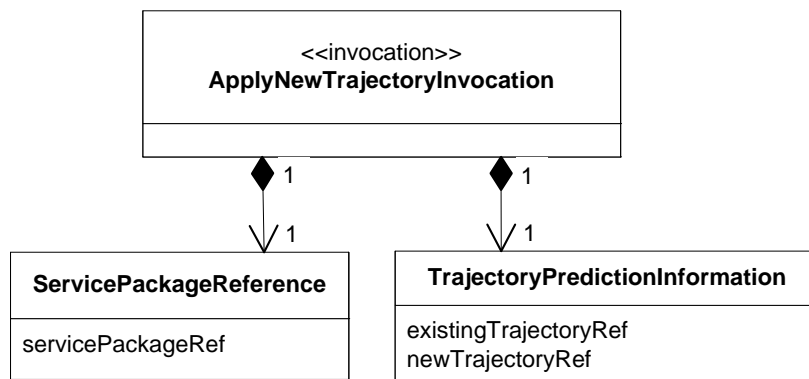 <<invocation>>
ApplyNewTrajectoryInvocation
1
1
1
1
ServicePackageReference
servicePackageRef
TrajectoryPredictionInformation
existingTrajectoryRef
newTrajectoryRef